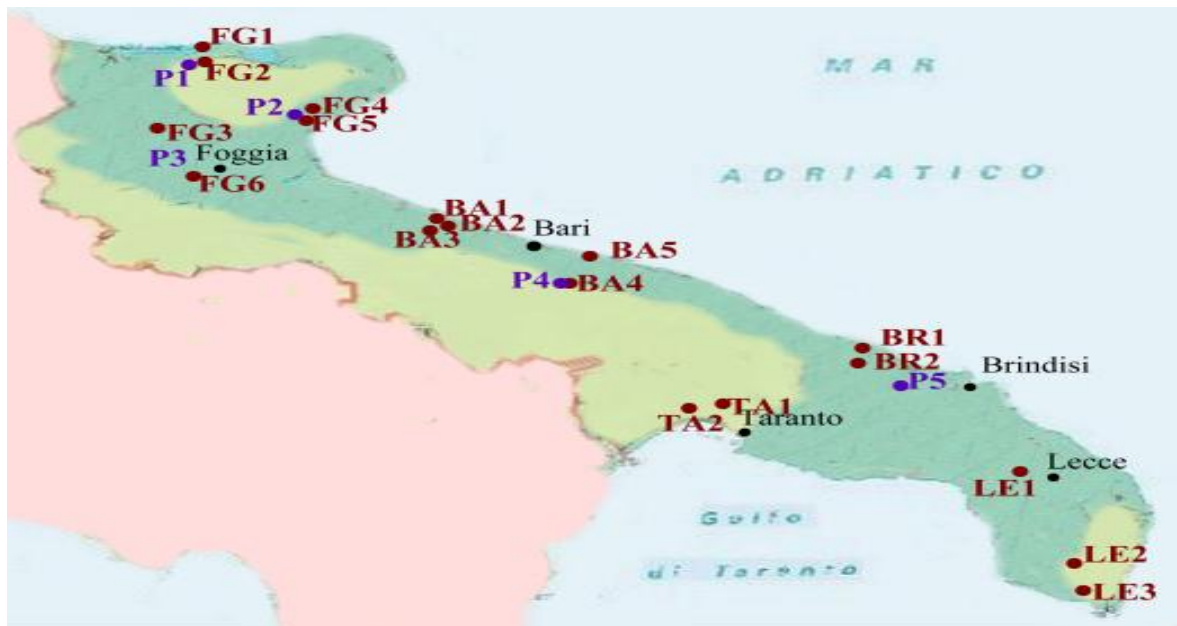 FG1
MAR
P1
FG2
P2
FG4
FG5
FG3
P3
Foggia
ADRIATICO
FG6
BA1
BA2
Bari
BA3
BA5
P4
BA4
BR1
BR2
Brindisi
P5
TA1
TA2
Taranto
Lecce
LE1
Golfo
di Taranto
LE2
LE3